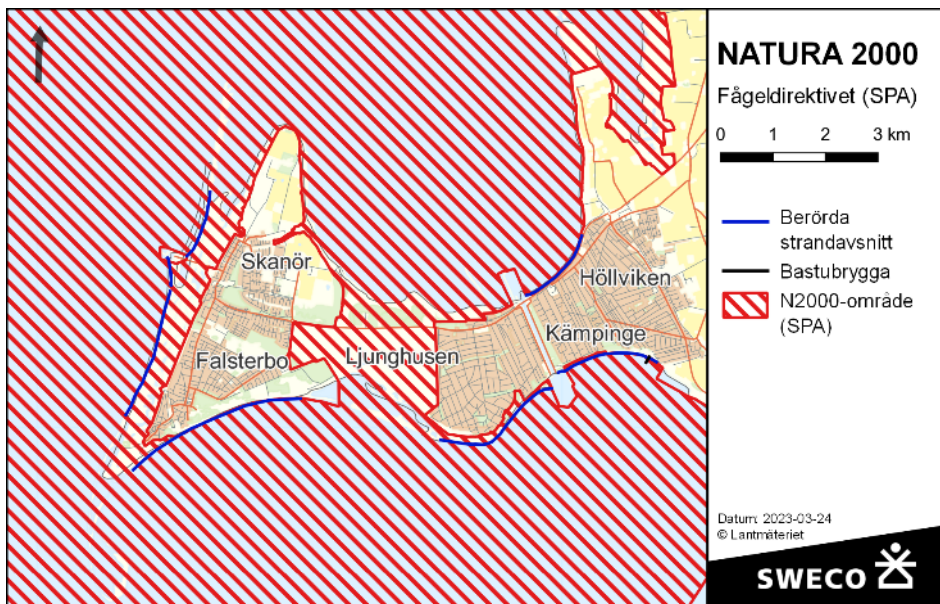 NATURA 2000
Fågeldirektivet (SPA)
0 1 2 3 km
Berörda
strandavsnitt
Bastubrygga
N2000-område
(SPA)
Skanör
Höllviken
Kämpinge
Ljunghusen
Falsterbo
Datum: 2023-03-24
© Lantmäteriet
SWECO